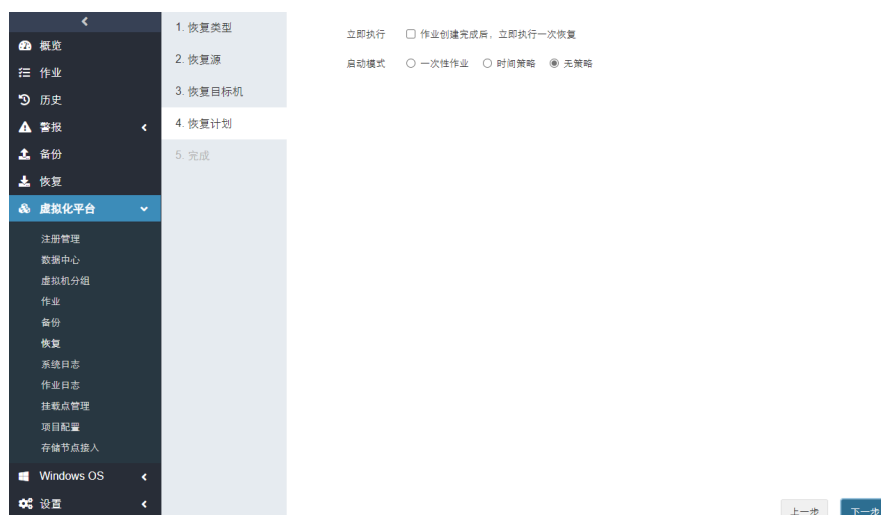 概览
作业
历史
警报
备份
恢复
虚拟化平台
注册管理
数据中心
虚拟机分组
作业
备份
恢复
系统日志
作业日志
挂载点管理
项目配置
存储节点接入
Windows OS
设置
1. 恢复类型
2. 恢复源
3. 恢复目标机
4. 恢复计划
5. 完成
立即执行 作业创建完成后，立即执行一次恢复
启动模式 一次性作业 时间策略 无策略
上一步 下一步